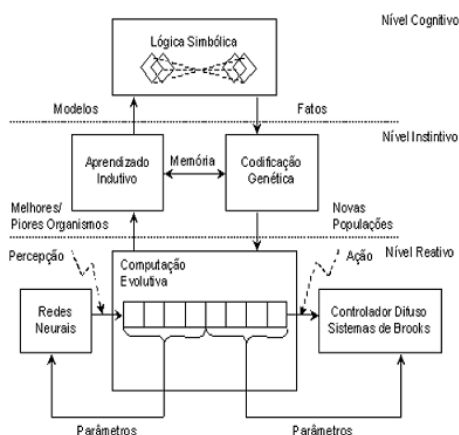 Nível Cognitivo
Lógica Simbólica
Modelos
Fatos
Nível Instintivo
Aprendizado
Indutivo
Memória
Codificação
Genética
Melhores/
Piores Organismos
Novas
Populações
Nível Reativo
Percepção
Computação
Evolutiva
Ação
Redes
Neurais
Controlador Difuso
Sistemas de Brooks
Parâmetros
Parâmetros